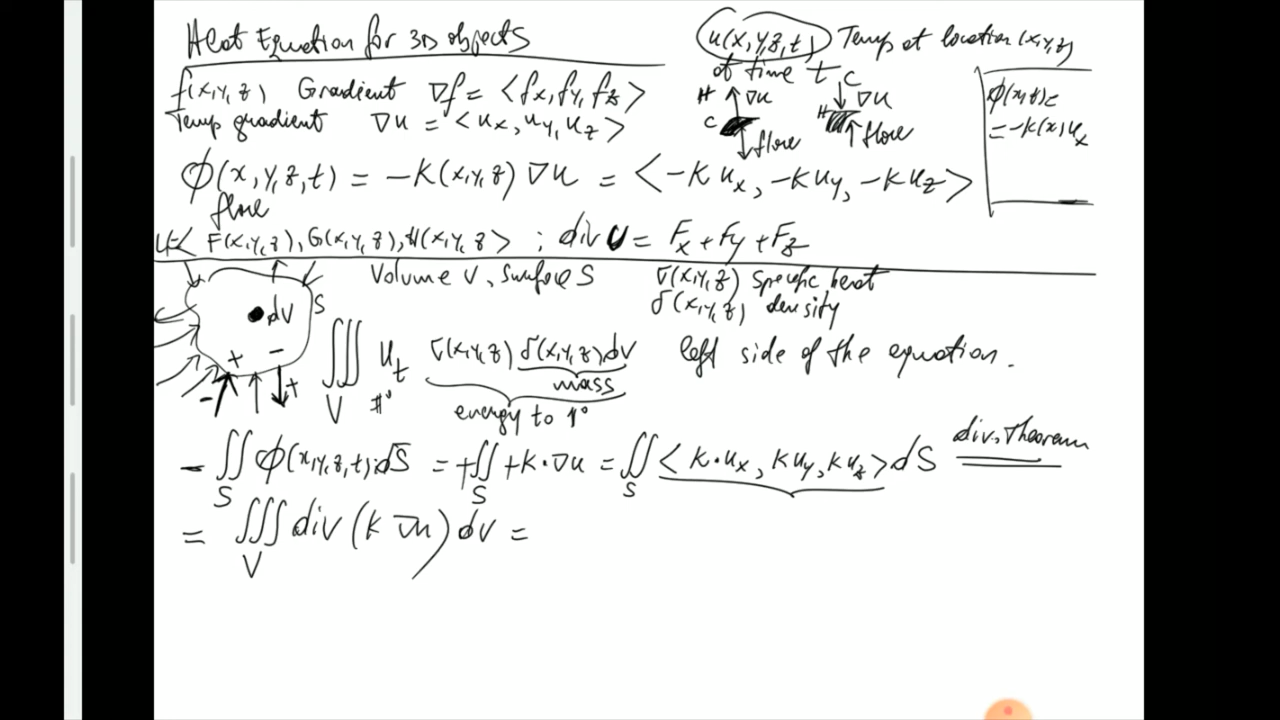 Heat Equation for 3D objects
u(x,y,z,t) Temp at location (x,y,z)
at time t
f(x,y,z) Gradient ∇f = <fx, fy, fz>
H ∇u C flow
C ∇u H flow
ϕ(x,t)=
= -K(x)ux
Temp gradient ∇u = <ux, uy, uz>
ϕ(x,y,z,t) = -K(x,y,z) ∇u = <-K ux, -K uy, -K uz>
flow
U=< F(x,y,z), G(x,y,z), H(x,y,z) > ; div U = Fx + Fy + Fz
Volume V, surface S
σ(x,y,z) Specific heat
δ(x,y,z) density
dV S
+ - - +
∭ ut σ(x,y,z) δ(x,y,z) dV left side of the equation.
V #° mass
energy to 1°
- ∬ ϕ(x,y,z,t) dS = + ∬ + K · ∇u = ∬ < K · ux, K uy, K uz > dS div. theorem
S S S
= ∭ div (K ∇u) dV =
V